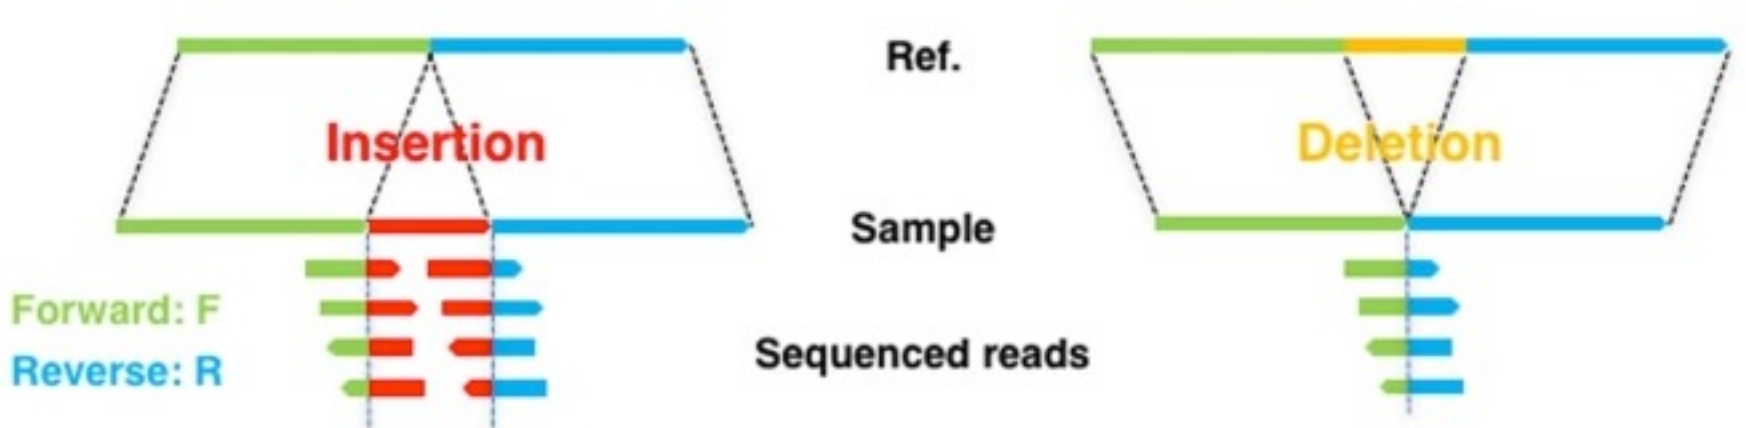 Ref.
Insertion
Deletion
Sample
Forward: F
Reverse: R
Sequenced reads